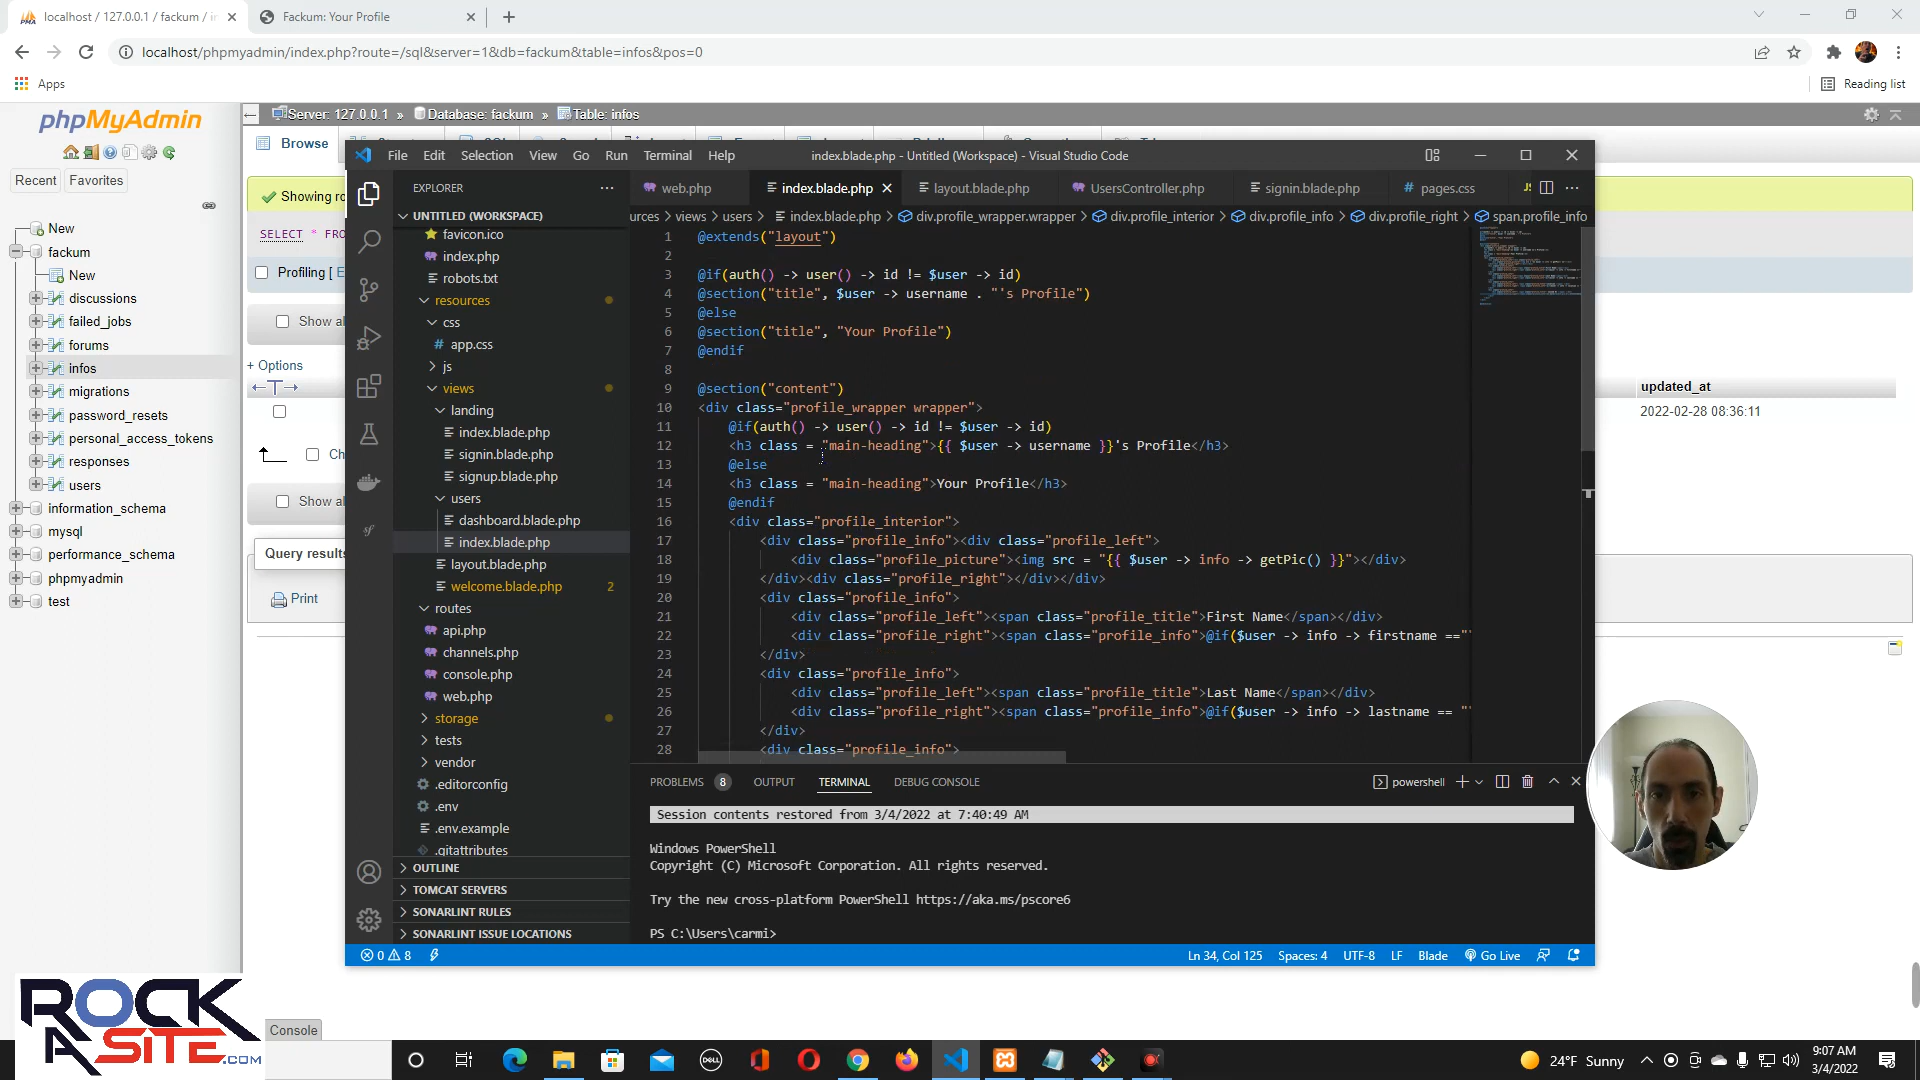 localhost / 127.0.0.1 / fackum / in
Fackum: Your Profile
localhost/phpmyadmin/index.php?route=/sql&server=1&db=fackum&table=infos&pos=0
Apps
Reading list
phpMyAdmin
Recent
Favorites
New
fackum
New
discussions
failed_jobs
forums
infos
migrations
password_resets
personal_access_tokens
responses
users
information_schema
mysql
performance_schema
phpmyadmin
test
Server: 127.0.0.1 » Database: fackum » Table: infos
Browse
Showing ro
SELECT * FRO
Profiling [ E
Show al
+ Options
←T→
Ch
Show al
Query results
Print
Console
updated_at
2022-02-28 08:36:11
File Edit Selection View Go Run Terminal Help
index.blade.php - Untitled (Workspace) - Visual Studio Code
EXPLORER
UNTITLED (WORKSPACE)
favicon.ico
index.php
robots.txt
resources
css
app.css
js
views
landing
index.blade.php
signin.blade.php
signup.blade.php
users
dashboard.blade.php
index.blade.php
layout.blade.php
welcome.blade.php 2
routes
api.php
channels.php
console.php
web.php
storage
tests
vendor
.editorconfig
.env
.env.example
.gitattributes
OUTLINE
TOMCAT SERVERS
SONARLINT RULES
SONARLINT ISSUE LOCATIONS
web.php index.blade.php layout.blade.php UsersController.php signin.blade.php pages.css
urces > views > users > index.blade.php > div.profile_wrapper.wrapper > div.profile_interior > div.profile_info > div.profile_right > span.profile_info
1 @extends("layout")
2
3 @if(auth() -> user() -> id != $user -> id)
4 @section("title", $user -> username . "'s Profile")
5 @else
6 @section("title", "Your Profile")
7 @endif
8
9 @section("content")
10 <div class="profile_wrapper wrapper">
11 @if(auth() -> user() -> id != $user -> id)
12 <h3 class = "main-heading">{{ $user -> username }}'s Profile</h3>
13 @else
14 <h3 class = "main-heading">Your Profile</h3>
15 @endif
16 <div class="profile_interior">
17 <div class="profile_info"><div class="profile_left">
18 <div class="profile_picture"><img src = "{{ $user -> info -> getPic() }}"></div>
19 </div><div class="profile_right"></div></div>
20 <div class="profile_info">
21 <div class="profile_left"><span class="profile_title">First Name</span></div>
22 <div class="profile_right"><span class="profile_info">@if($user -> info -> firstname =="
23 </div>
24 <div class="profile_info">
25 <div class="profile_left"><span class="profile_title">Last Name</span></div>
26 <div class="profile_right"><span class="profile_info">@if($user -> info -> lastname == "
27 </div>
28 <div class="profile_info">
PROBLEMS 8 OUTPUT TERMINAL DEBUG CONSOLE
powershell
Session contents restored from 3/4/2022 at 7:40:49 AM
Windows PowerShell
Copyright (C) Microsoft Corporation. All rights reserved.
Try the new cross-platform PowerShell https://aka.ms/pscore6
PS C:\Users\carmi>
0 8
Ln 34, Col 125
Spaces: 4
UTF-8
LF
Blade
Go Live
ROCK
A SITE.COM
DELL
24°F Sunny
9:07 AM
3/4/2022